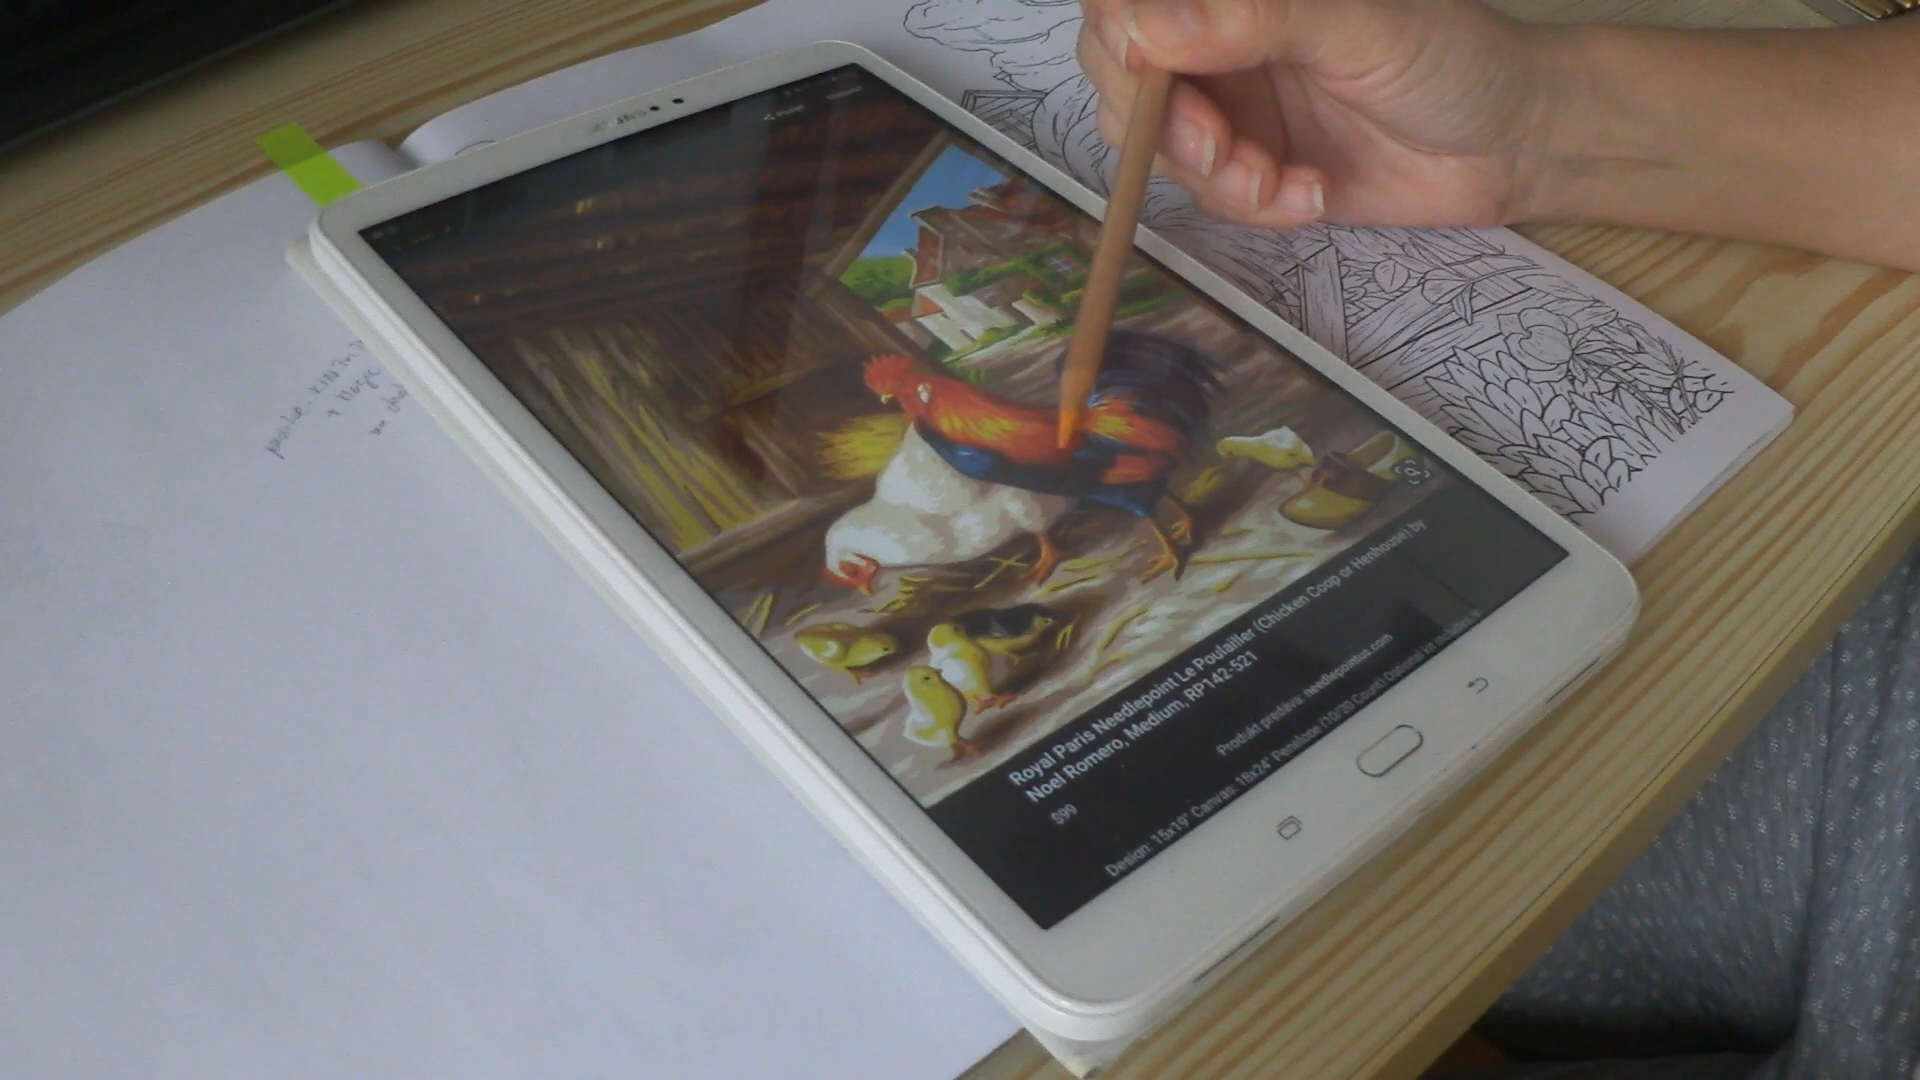 Royal Paris Needlepoint Le Poulailler (Chicken Coop or Henhouse) by
Noel Romero, Medium, RP142-521
$99
Produkt predáva: needlepointus.com
Design: 15x19" Canvas: 18x24" Penelope (10/20 Count) Optional kit includes